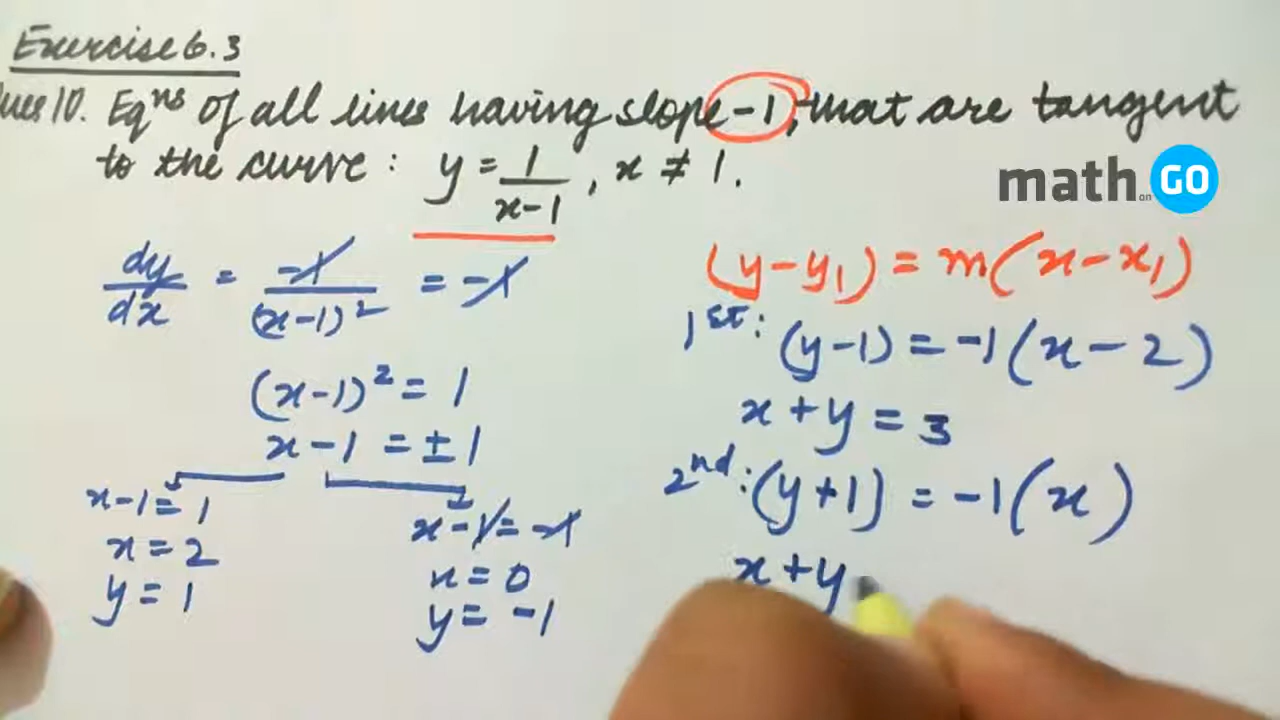 Exercise 6.3
Ques 10. Eqns of all lines having slope -1, that are tangent
to the curve: y = 1/(x-1), x ≠ 1.
math on GO
dy/dx = -1/(x-1)² = -1
(x-1)² = 1
x - 1 = ±1
x-1 = 1
x = 2
y = 1
x - 1 = -1
x = 0
y = -1
(y-y₁) = m(x-x₁)
1st: (y-1) = -1(x-2)
x + y = 3
2nd: (y+1) = -1(x)
x + y